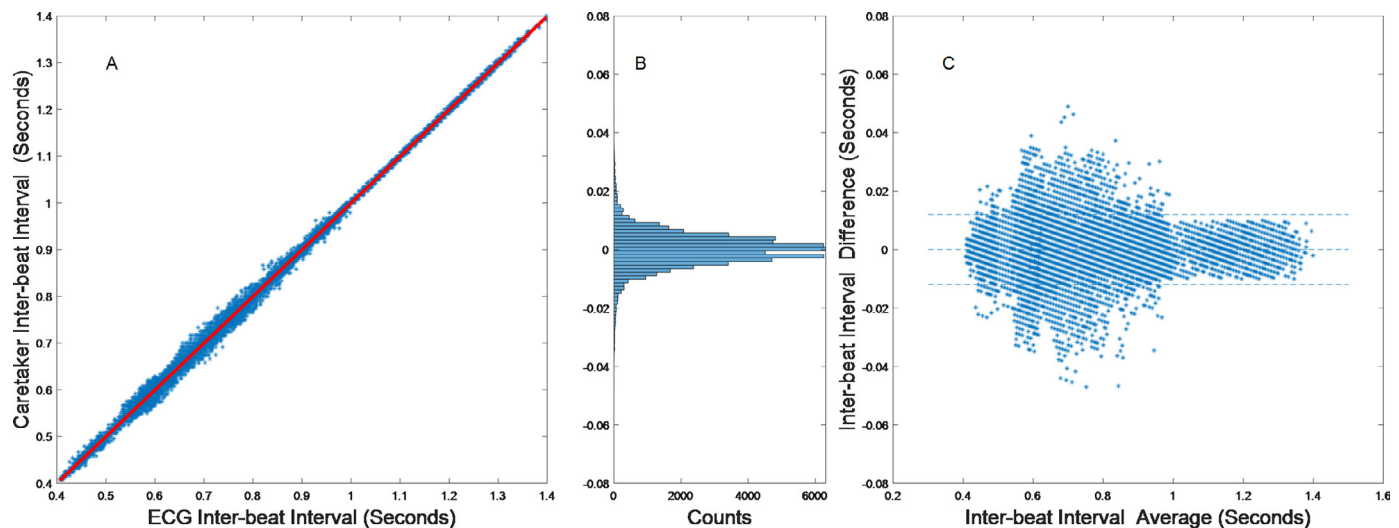 A
Caretaker Inter-beat Interval (Seconds)
1.4
1.3
1.2
1.1
1
0.9
0.8
0.7
0.6
0.5
0.4
0.4 0.5 0.6 0.7 0.8 0.9 1 1.1 1.2 1.3 1.4
ECG Inter-beat Interval (Seconds)
B
0.08
0.06
0.04
0.02
0
-0.02
-0.04
-0.06
-0.08
0 2000 4000 6000
Counts
C
Inter-beat Interval Difference (Seconds)
0.08
0.06
0.04
0.02
0
-0.02
-0.04
-0.06
-0.08
0.2 0.4 0.6 0.8 1 1.2 1.4 1.6
Inter-beat Interval Average (Seconds)